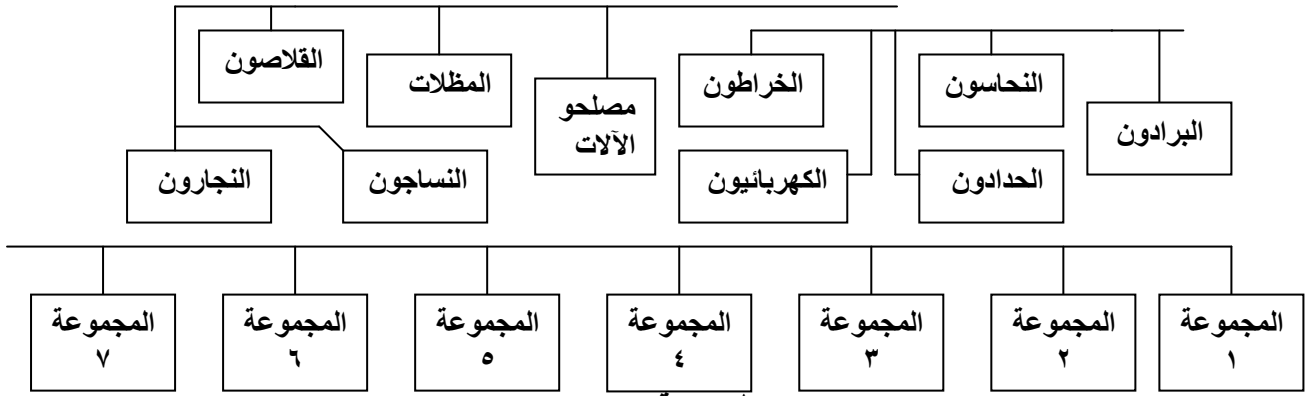 القلاصون
المظلات
مصلحو
الآلات
الخراطون
النحاسون
البرادون
النجارون
النساجون
الكهربائيون
الحدادون
المجموعة
١
المجموعة
٢
المجموعة
٣
المجموعة
٤
المجموعة
٥
المجموعة
٦
المجموعة
٧